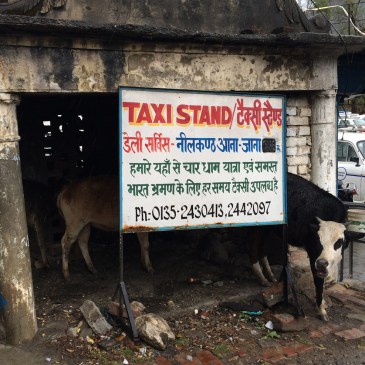 TAXI STAND/टैक्सी स्टैण्ड
डेली सर्विस - नीलकण्ठ आना-जाना
हमारे यहाँ से चार धाम यात्रा एवं समस्त
भारत भ्रमण के लिए हर समय टैक्सी उपलब्ध है
Ph:-0135-2430413, 2442097